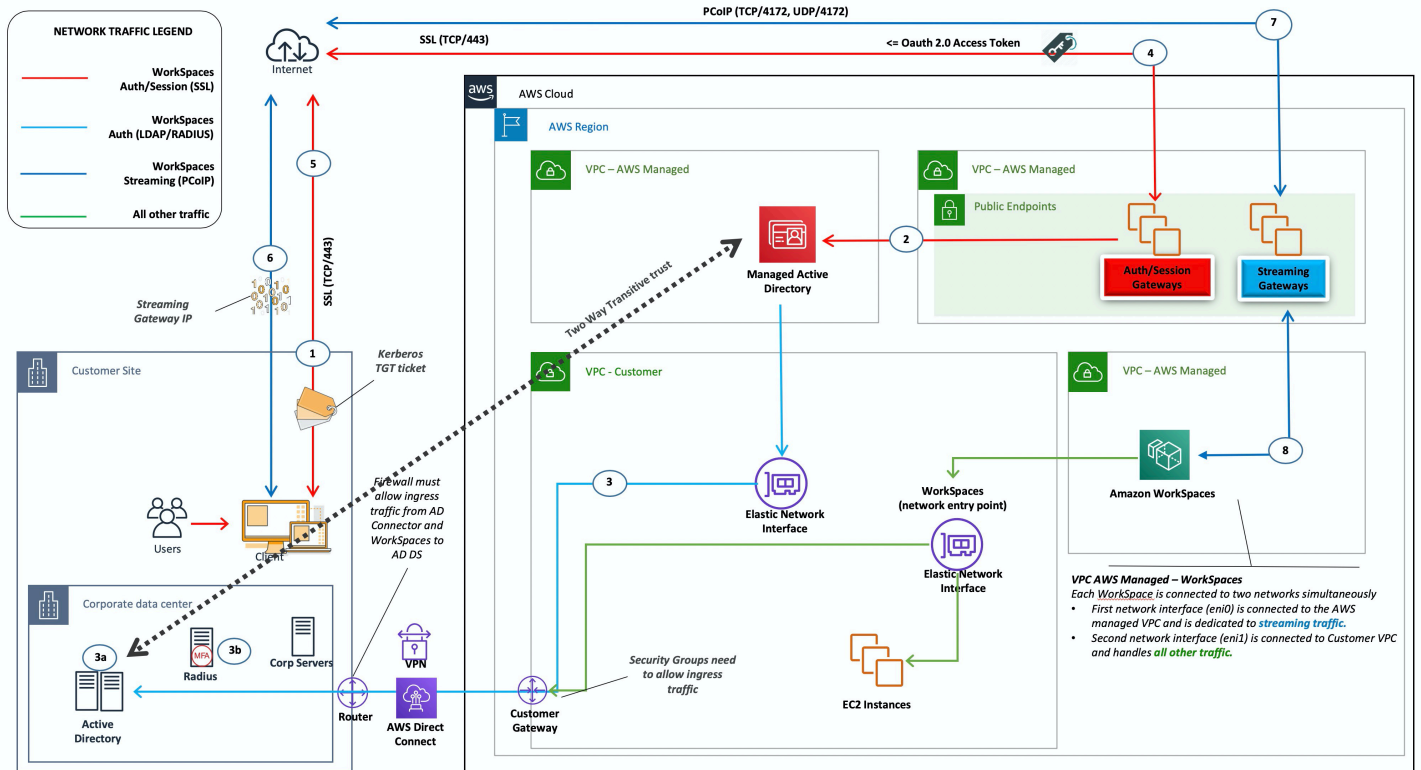 NETWORK TRAFFIC LEGEND
WorkSpaces
Auth/Session (SSL)
WorkSpaces
Auth (LDAP/RADIUS)
WorkSpaces
Streaming (PCoIP)
All other traffic
Internet
PCoIP (TCP/4172, UDP/4172)
7
SSL (TCP/443)
<= Oauth 2.0 Access Token
4
aws
AWS Cloud
AWS Region
VPC – AWS Managed
VPC – AWS Managed
Public Endpoints
5
6
SSL (TCP/443)
Streaming
Gateway IP
2
Managed Active
Directory
Auth/Session
Gateways
Streaming
Gateways
Two Way Transitive trust
1
Kerberos
TGT ticket
Customer Site
VPC - Customer
VPC – AWS Managed
8
Amazon WorkSpaces
3
Elastic Network
Interface
WorkSpaces
(network entry point)
Elastic Network
Interface
Firewall must
allow ingress
traffic from AD
Connector and
WorkSpaces to
AD DS
Users
Client
VPC AWS Managed – WorkSpaces
Each WorkSpace is connected to two networks simultaneously
• First network interface (eni0) is connected to the AWS
managed VPC and is dedicated to streaming traffic.
• Second network interface (eni1) is connected to Customer VPC
and handles all other traffic.
Corporate data center
3a
MFA
3b
Radius
Corp Servers
VPN
Security Groups need
to allow ingress
traffic
EC2 Instances
Active
Directory
Router
AWS Direct
Connect
Customer
Gateway